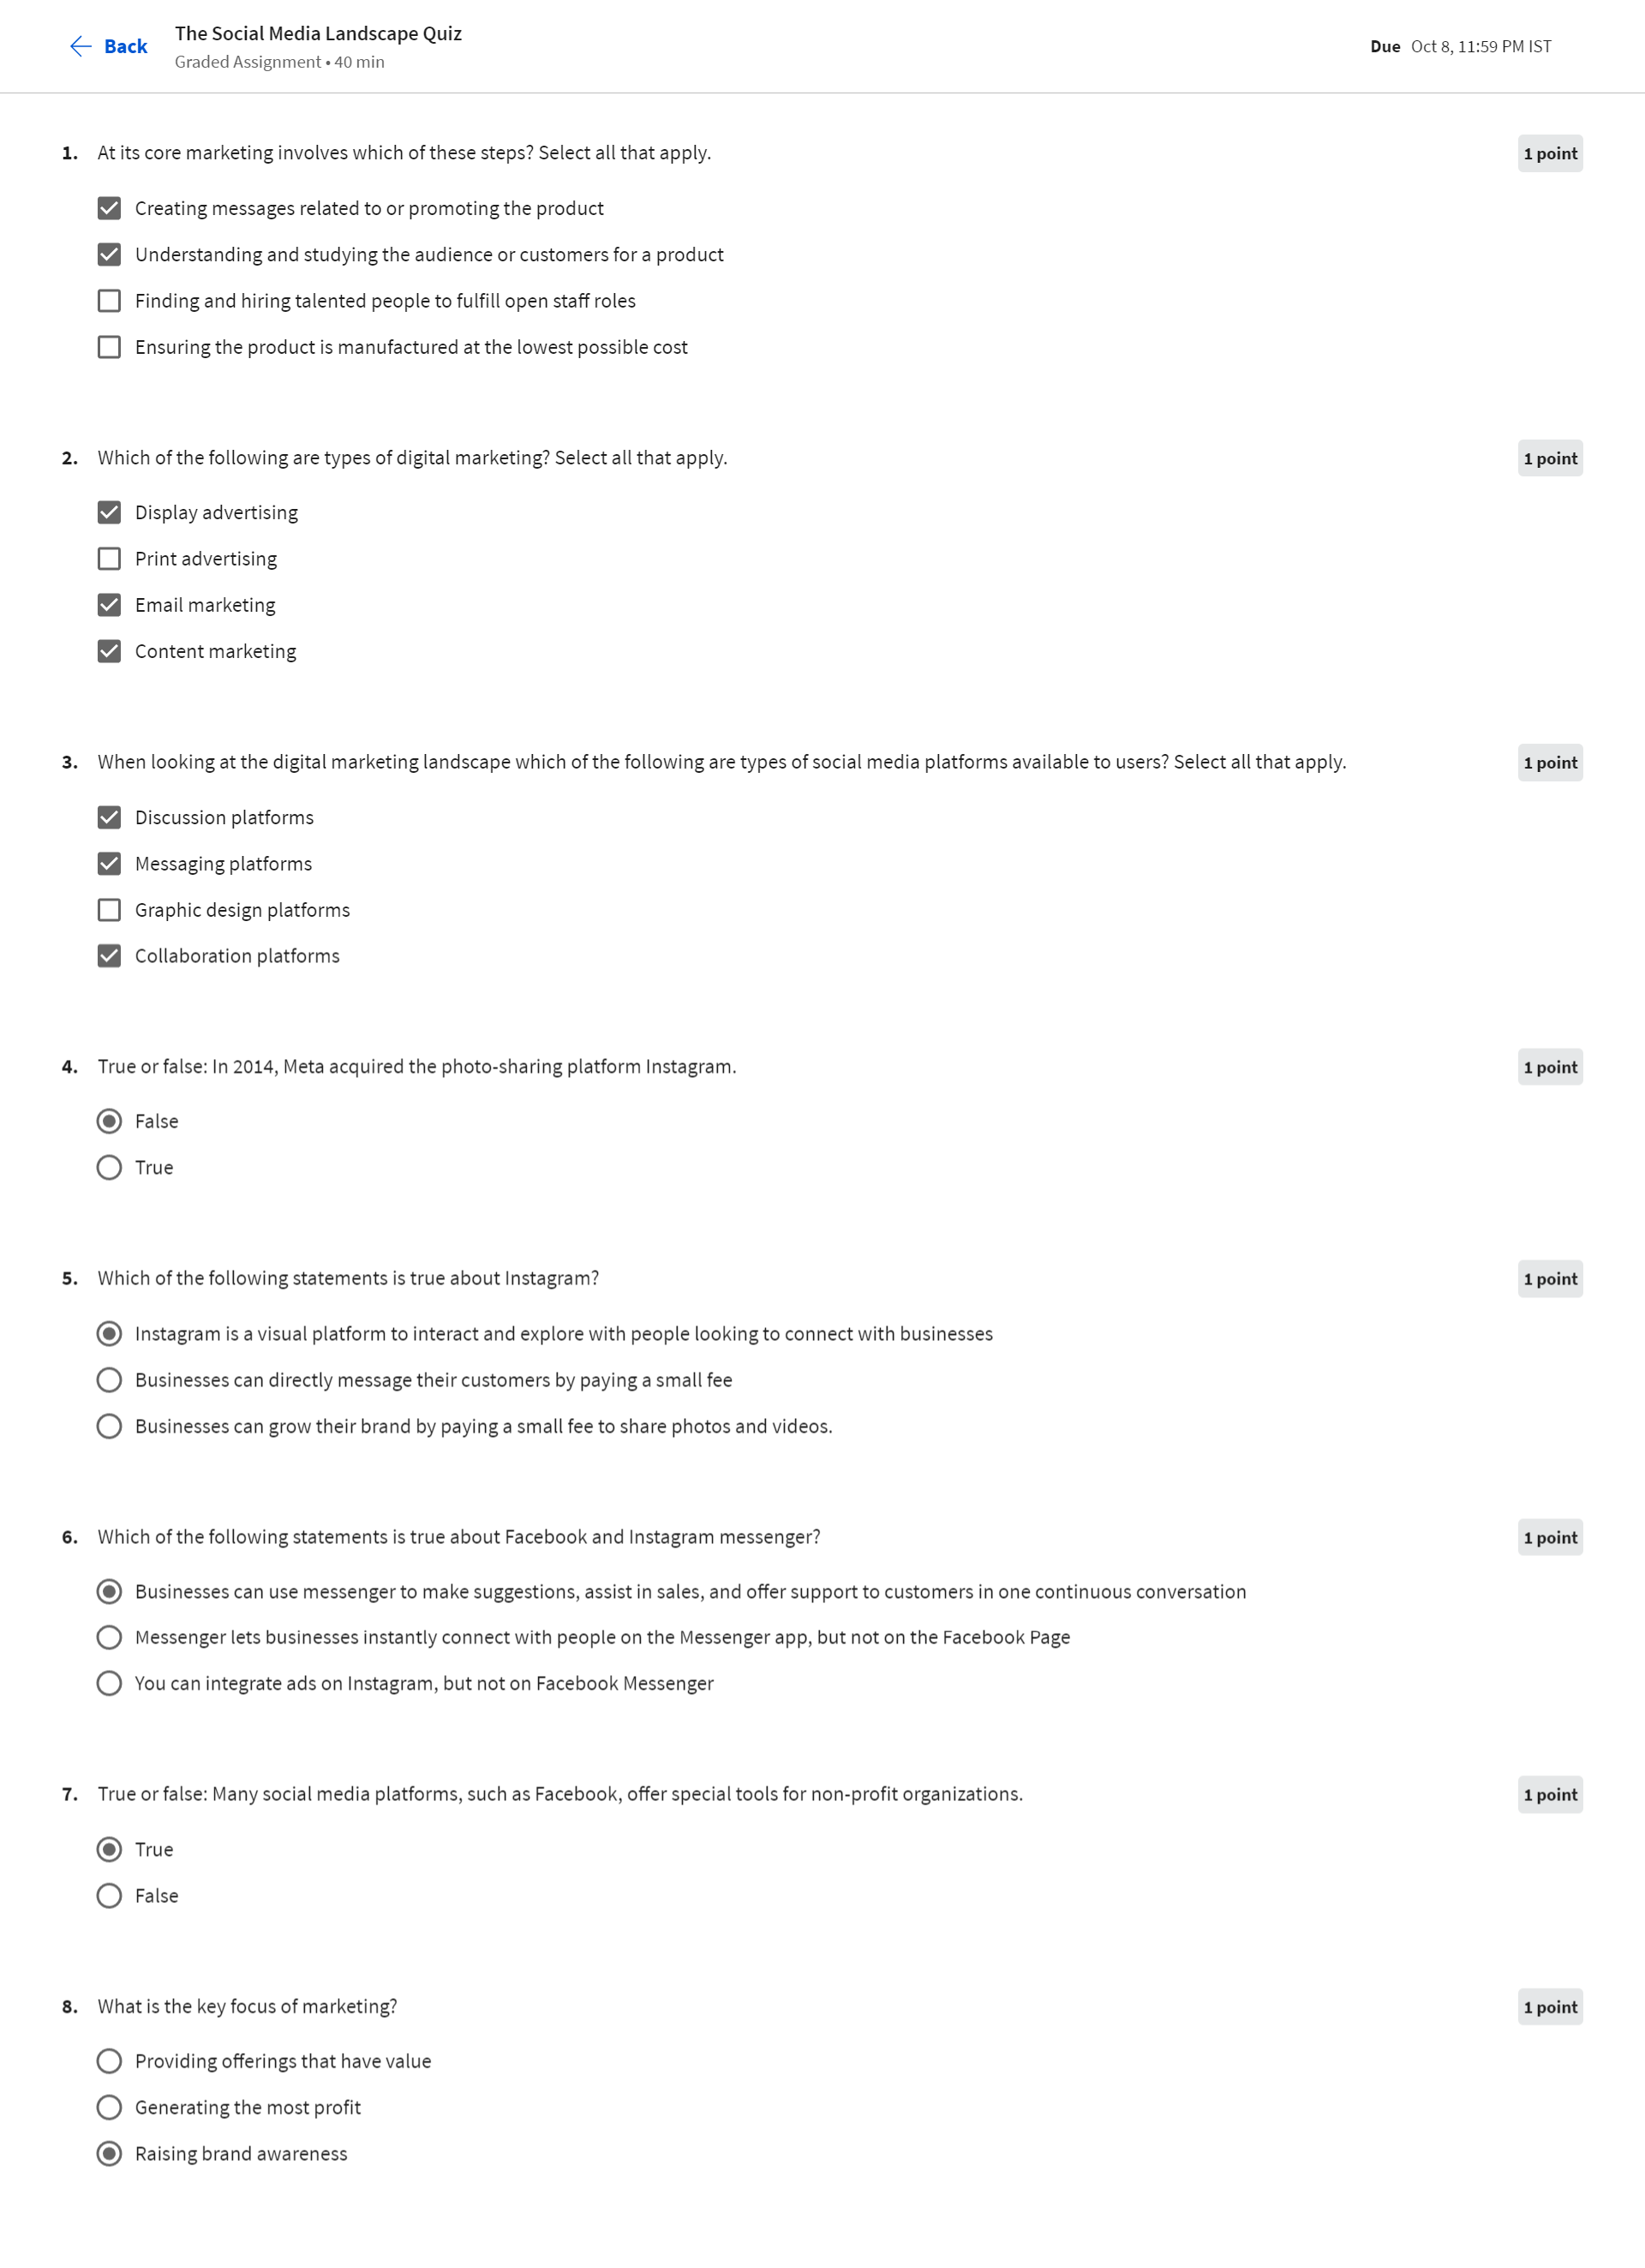 Back
The Social Media Landscape Quiz
Graded Assignment • 40 min
Due Oct 8, 11:59 PM IST
1. At its core marketing involves which of these steps? Select all that apply.
1 point
Creating messages related to or promoting the product
Understanding and studying the audience or customers for a product
Finding and hiring talented people to fulfill open staff roles
Ensuring the product is manufactured at the lowest possible cost
2. Which of the following are types of digital marketing? Select all that apply.
1 point
Display advertising
Print advertising
Email marketing
Content marketing
3. When looking at the digital marketing landscape which of the following are types of social media platforms available to users? Select all that apply.
1 point
Discussion platforms
Messaging platforms
Graphic design platforms
Collaboration platforms
4. True or false: In 2014, Meta acquired the photo-sharing platform Instagram.
1 point
False
True
5. Which of the following statements is true about Instagram?
1 point
Instagram is a visual platform to interact and explore with people looking to connect with businesses
Businesses can directly message their customers by paying a small fee
Businesses can grow their brand by paying a small fee to share photos and videos.
6. Which of the following statements is true about Facebook and Instagram messenger?
1 point
Businesses can use messenger to make suggestions, assist in sales, and offer support to customers in one continuous conversation
Messenger lets businesses instantly connect with people on the Messenger app, but not on the Facebook Page
You can integrate ads on Instagram, but not on Facebook Messenger
7. True or false: Many social media platforms, such as Facebook, offer special tools for non-profit organizations.
1 point
True
False
8. What is the key focus of marketing?
1 point
Providing offerings that have value
Generating the most profit
Raising brand awareness